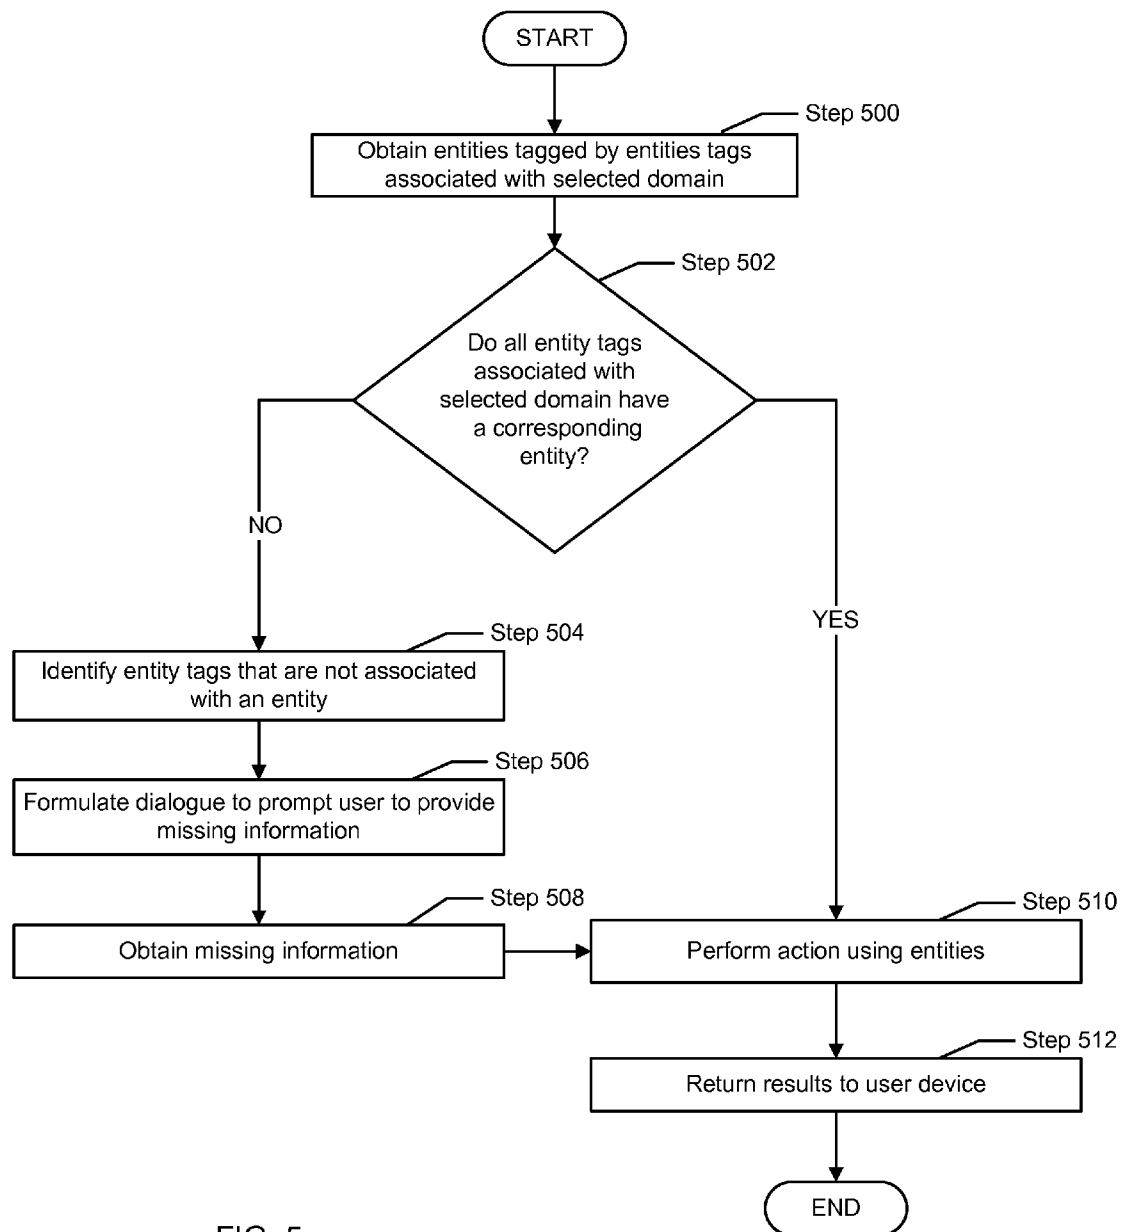 START
Step 500
Obtain entities tagged by entities tags
associated with selected domain
Step 502
Do all entity tags
associated with
selected domain have
a corresponding
entity?
NO
YES
Step 504
Identify entity tags that are not associated
with an entity
Step 506
Formulate dialogue to prompt user to provide
missing information
Step 508
Obtain missing information
Step 510
Perform action using entities
Step 512
Return results to user device
END
FIG. 5